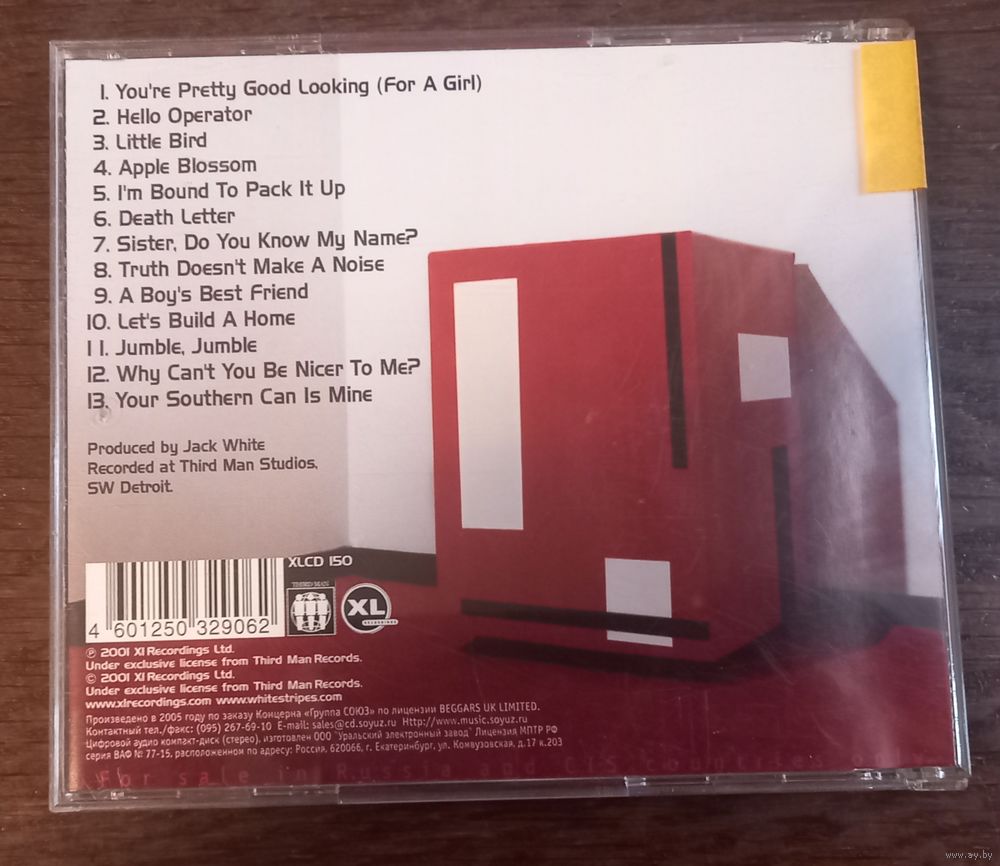 1. You're Pretty Good Looking (For A Girl)
2. Hello Operator
3. Little Bird
4. Apple Blossom
5. I'm Bound To Pack It Up
6. Death Letter
7. Sister, Do You Know My Name?
8. Truth Doesn't Make A Noise
9. A Boy's Best Friend
10. Let's Build A Home
11. Jumble, Jumble
12. Why Can't You Be Nicer To Me?
13. Your Southern Can Is Mine
Produced by Jack White
Recorded at Third Man Studios,
SW Detroit.
XLCD 150
THIRD MAN
XL
RECORDINGS
4 601250 329062
℗ 2001 Xl Recordings Ltd.
Under exclusive license from Third Man Records.
© 2001 Xl Recordings Ltd.
Under exclusive license from Third Man Records.
www.xlrecordings.com www.whitestripes.com
Произведено в 2005 году по заказу Концерна «Группа СОЮЗ» по лицензии BEGGARS UK LIMITED.
Контактный тел./факс: (095) 267-69-10 E-mail: sales@cd.soyuz.ru Http://www.music.soyuz.ru
Цифровой аудио компакт-диск (стерео), изготовлен ООО "Уральский электронный завод" Лицензия МПТР РФ
серия ВАФ № 77-15, расположенном по адресу: Россия, 620066, г. Екатеринбург, ул. Комвузовская, д.17 к.203
For sale in Russia and CIS countries
www.ay.by